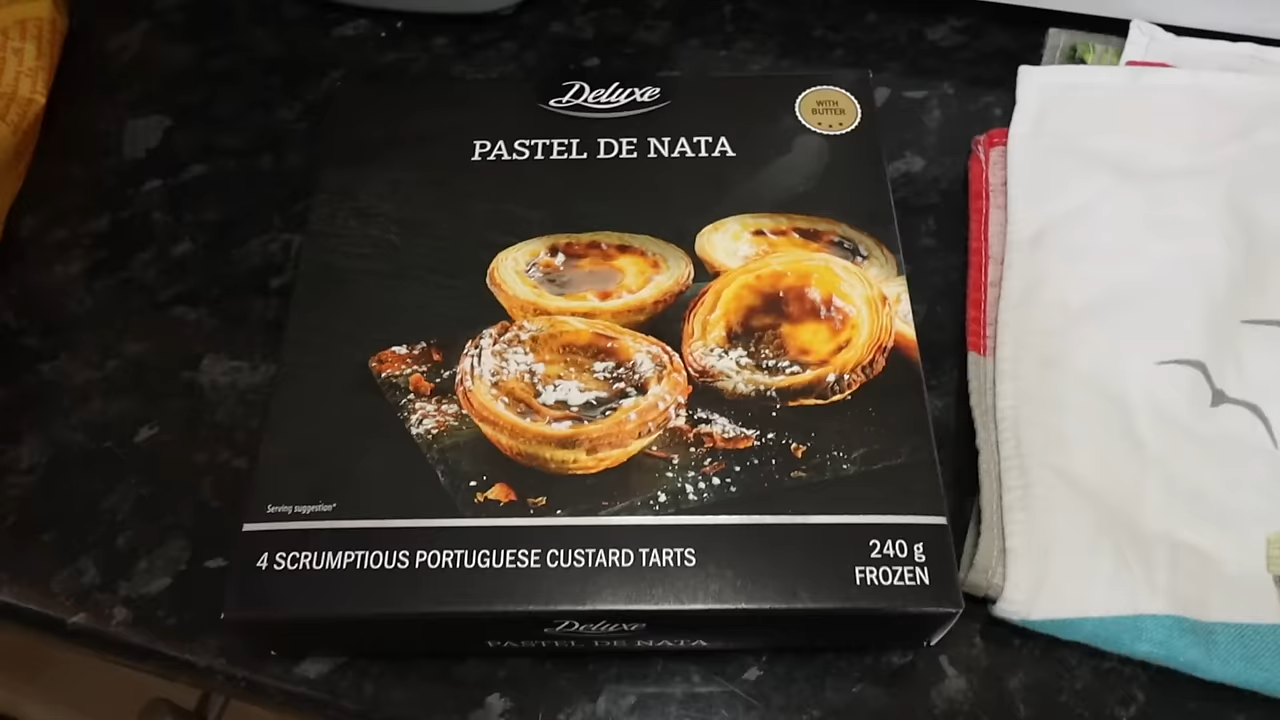 Deluxe
WITH
BUTTER
PASTEL DE NATA
Serving suggestion*
4 SCRUMPTIOUS PORTUGUESE CUSTARD TARTS
240 g
FROZEN
Deluxe
PASTEL DE NATA